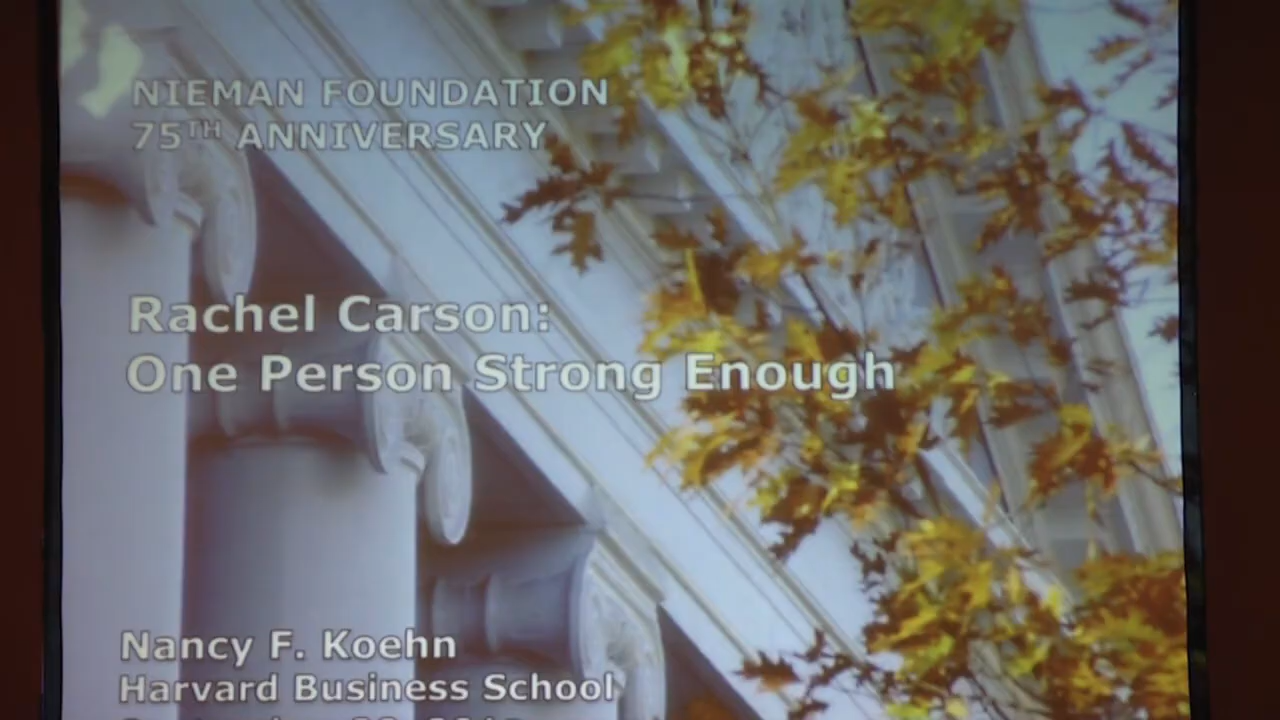 NIEMAN FOUNDATION
75TH ANNIVERSARY
Rachel Carson:
One Person Strong Enough
Nancy F. Koehn
Harvard Business School